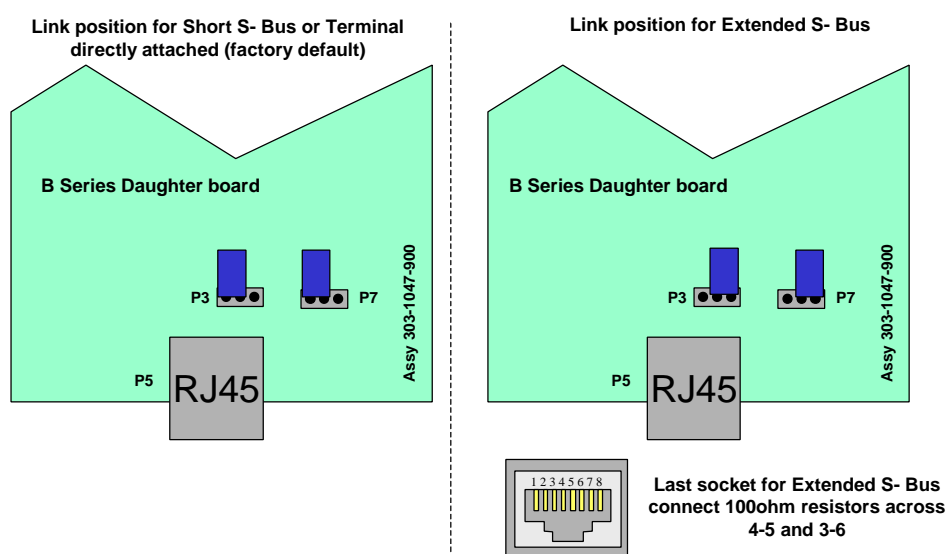 Link position for Short S- Bus or Terminal
directly attached (factory default)
B Series Daughter board
P3
P7
Assy 303-1047-900
P5
RJ45
Link position for Extended S- Bus
B Series Daughter board
P3
P7
Assy 303-1047-900
P5
RJ45
1 2 3 4 5 6 7 8
Last socket for Extended S- Bus
connect 100ohm resistors across
4-5 and 3-6